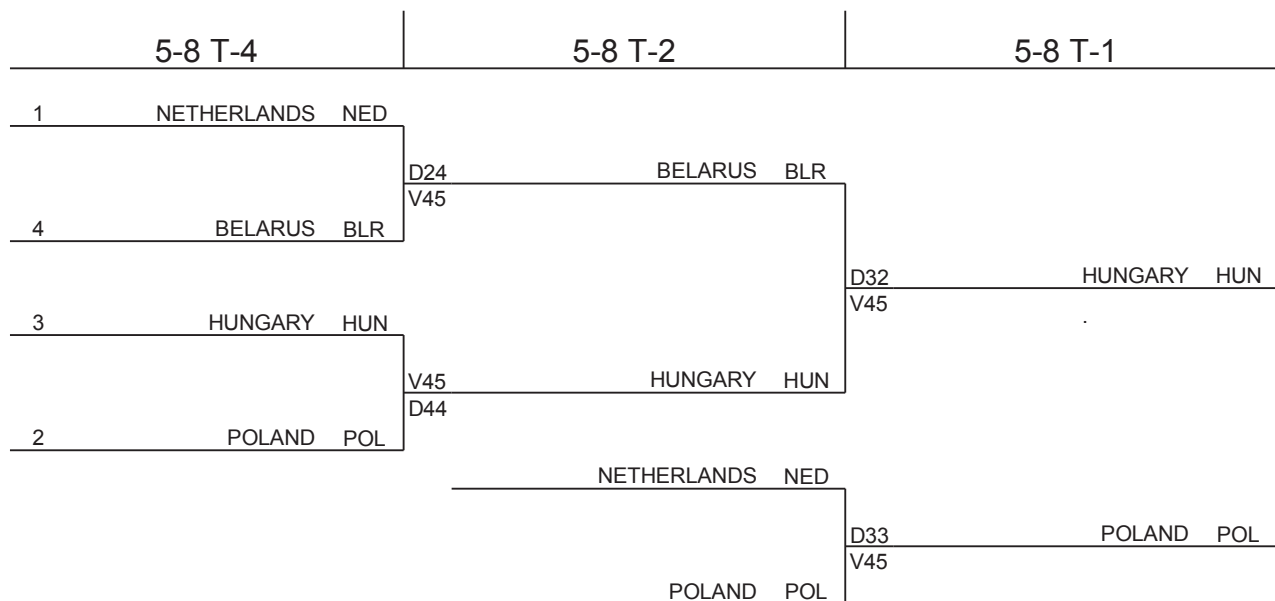 5-8 T-4 5-8 T-2 5-8 T-1
1 NETHERLANDS NED
D24 BELARUS BLR
V45
4 BELARUS BLR
D32 HUNGARY HUN
V45
.
3 HUNGARY HUN
V45 HUNGARY HUN
D44
2 POLAND POL
NETHERLANDS NED
D33 POLAND POL
V45
POLAND POL